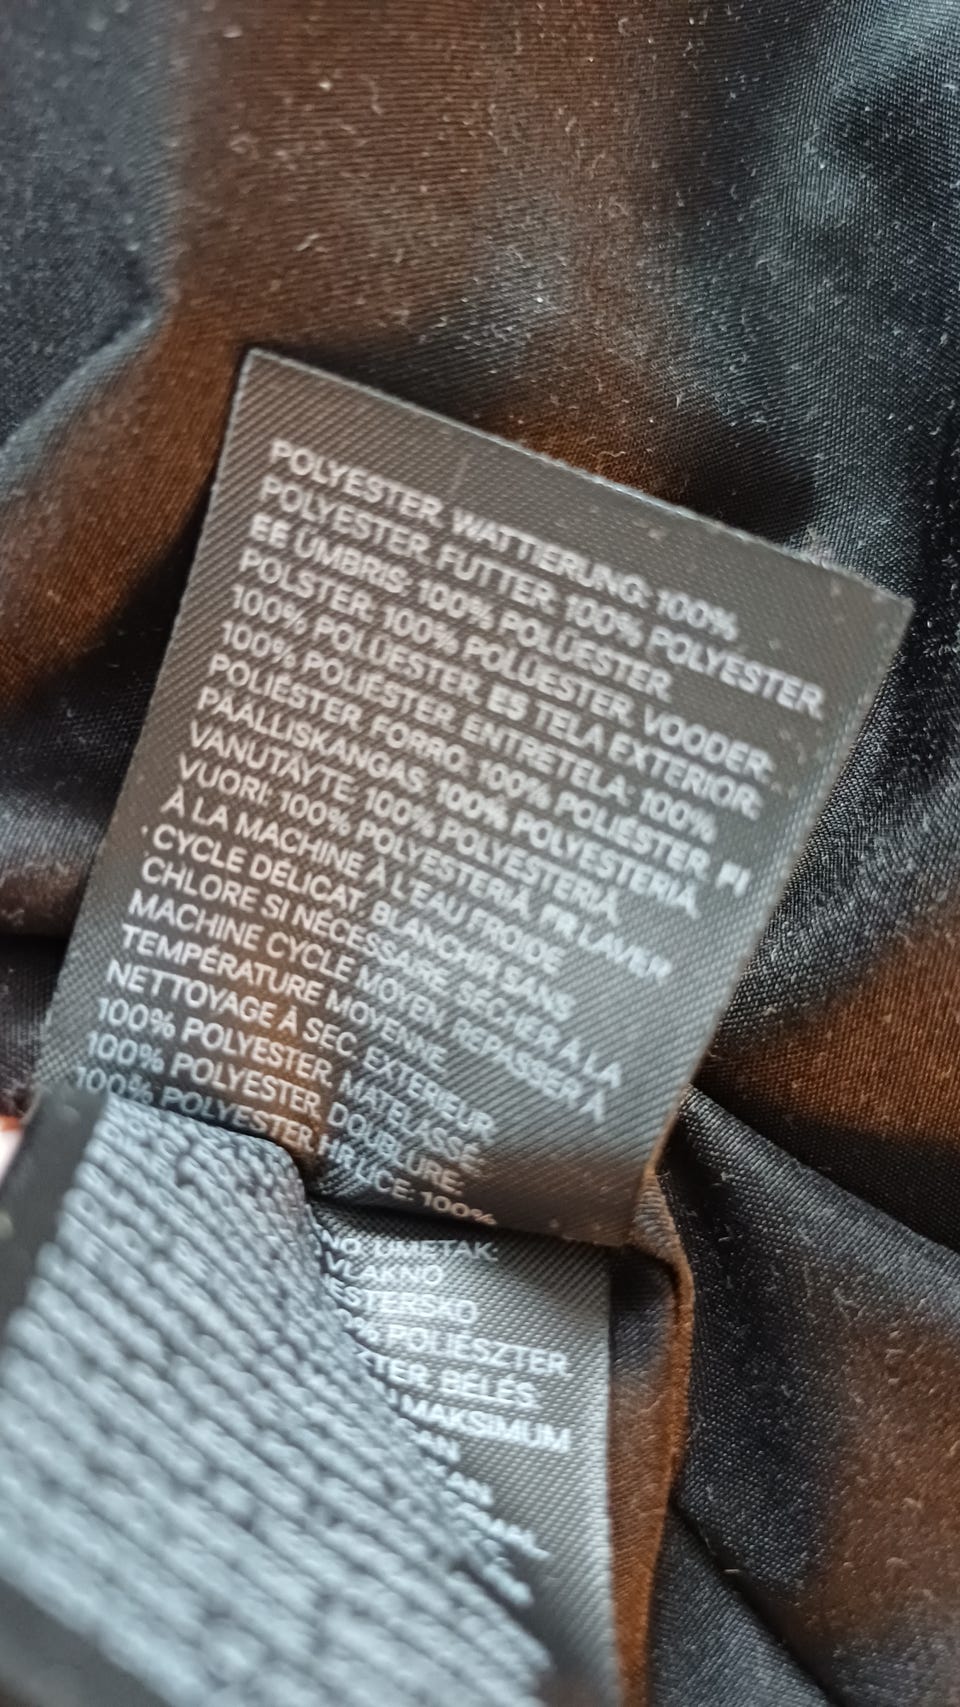 POLYESTER. WATTIERUNG: 100%
POLYESTER. FUTTER: 100% POLYESTER.
EE ÜMBRIS: 100% POLÜESTER.
POLSTER: 100% POLÜESTER. VOODER:
100% POLÜESTER. ES TELA EXTERIOR:
100% POLIÉSTER. ENTRETELA: 100%
POLIÉSTER. FORRO: 100% POLIÉSTER. FI
PÄÄLLISKANGAS: 100% POLYESTERIÄ.
VANUTÄYTE: 100% POLYESTERIÄ.
VUORI: 100% POLYESTERIÄ. FR LAVER
À LA MACHINE À L'EAU FROIDE
CYCLE DÉLICAT. BLANCHIR SANS
CHLORE SI NÉCESSAIRE. SÉCHER À LA
MACHINE CYCLE MOYEN. REPASSER À
TEMPÉRATURE MOYENNE.
NETTOYAGE À SEC. EXTÉRIEUR:
100% POLYESTER. MATELASSÉ:
100% POLYESTER. DOUBLURE:
100% POLYESTER. HR LICE: 100%
UMETAK:
VLAKNO
POLIÉSZTER.
BÉLÉS:
MAKSIMUM